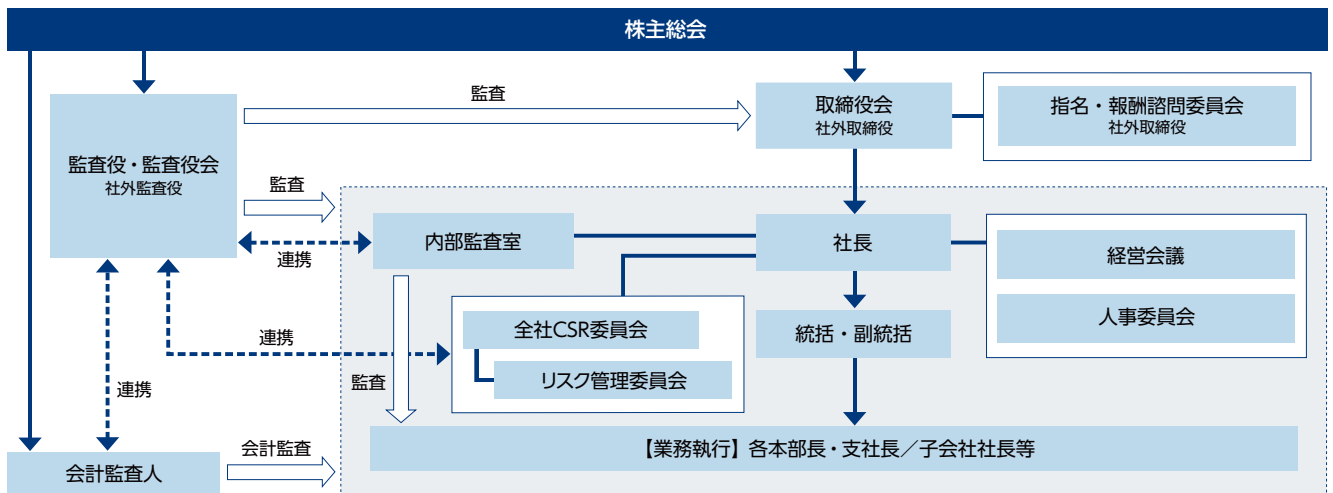 株主総会
監査
取締役会
社外取締役
指名・報酬諮問委員会
社外取締役
監査役・監査役会
社外監査役
監査
内部監査室
社長
連携
経営会議
人事委員会
全社CSR委員会
統括・副統括
連携
リスク管理委員会
監査
連携
会計監査
【業務執行】各本部長・支社長／子会社社長等
会計監査人